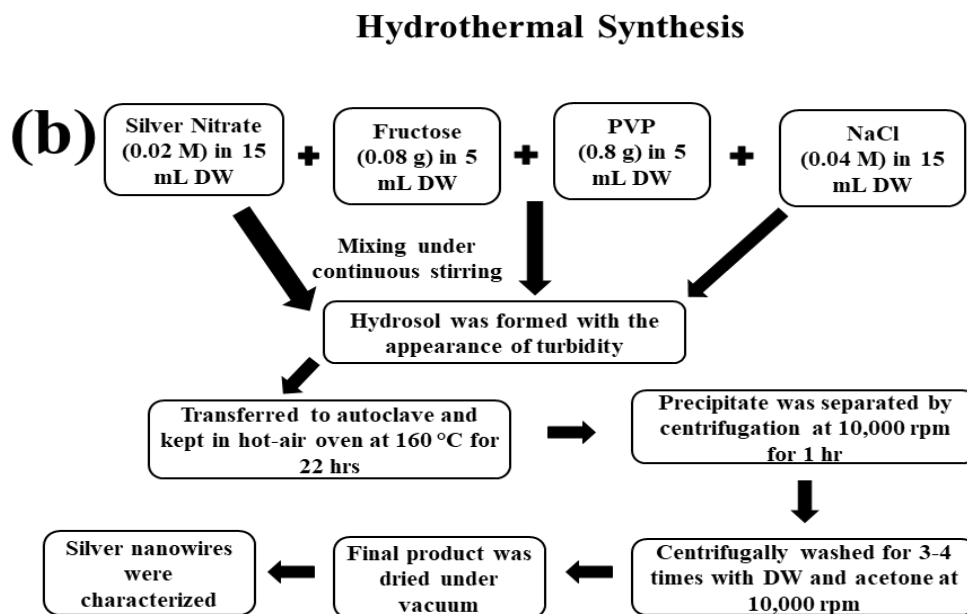 Hydrothermal Synthesis
(b)
Silver Nitrate
(0.02 M) in 15
mL DW
+
Fructose
(0.08 g) in 5
mL DW
+
PVP
(0.8 g) in 5
mL DW
+
NaCl
(0.04 M) in 15
mL DW
Mixing under
continuous stirring
Hydrosol was formed with the
appearance of turbidity
Transferred to autoclave and
kept in hot-air oven at 160 °C for
22 hrs
Precipitate was separated by
centrifugation at 10,000 rpm
for 1 hr
Centrifugally washed for 3-4
times with DW and acetone at
10,000 rpm
Final product was
dried under
vacuum
Silver nanowires
were
characterized